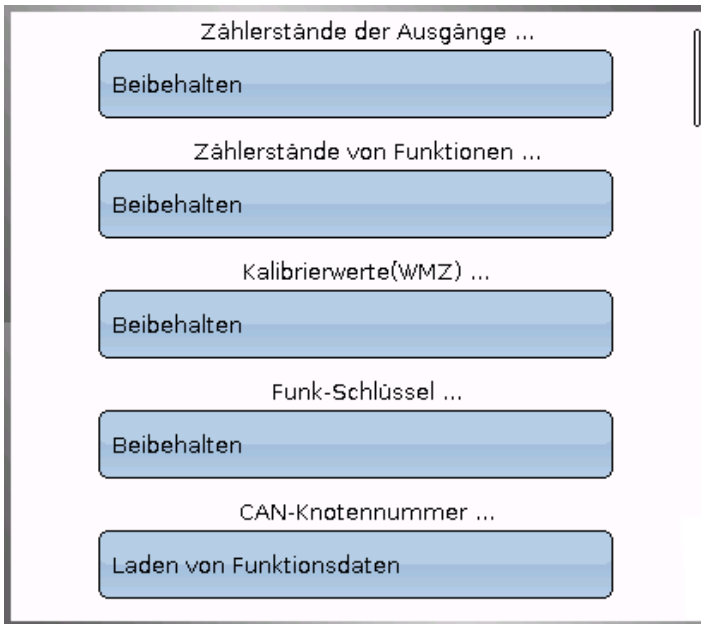 Zählerstände der Ausgänge ...
Beibehalten
Zählerstände von Funktionen ...
Beibehalten
Kalibrierwerte(WMZ) ...
Beibehalten
Funk-Schlüssel ...
Beibehalten
CAN-Knotennummer ...
Laden von Funktionsdaten